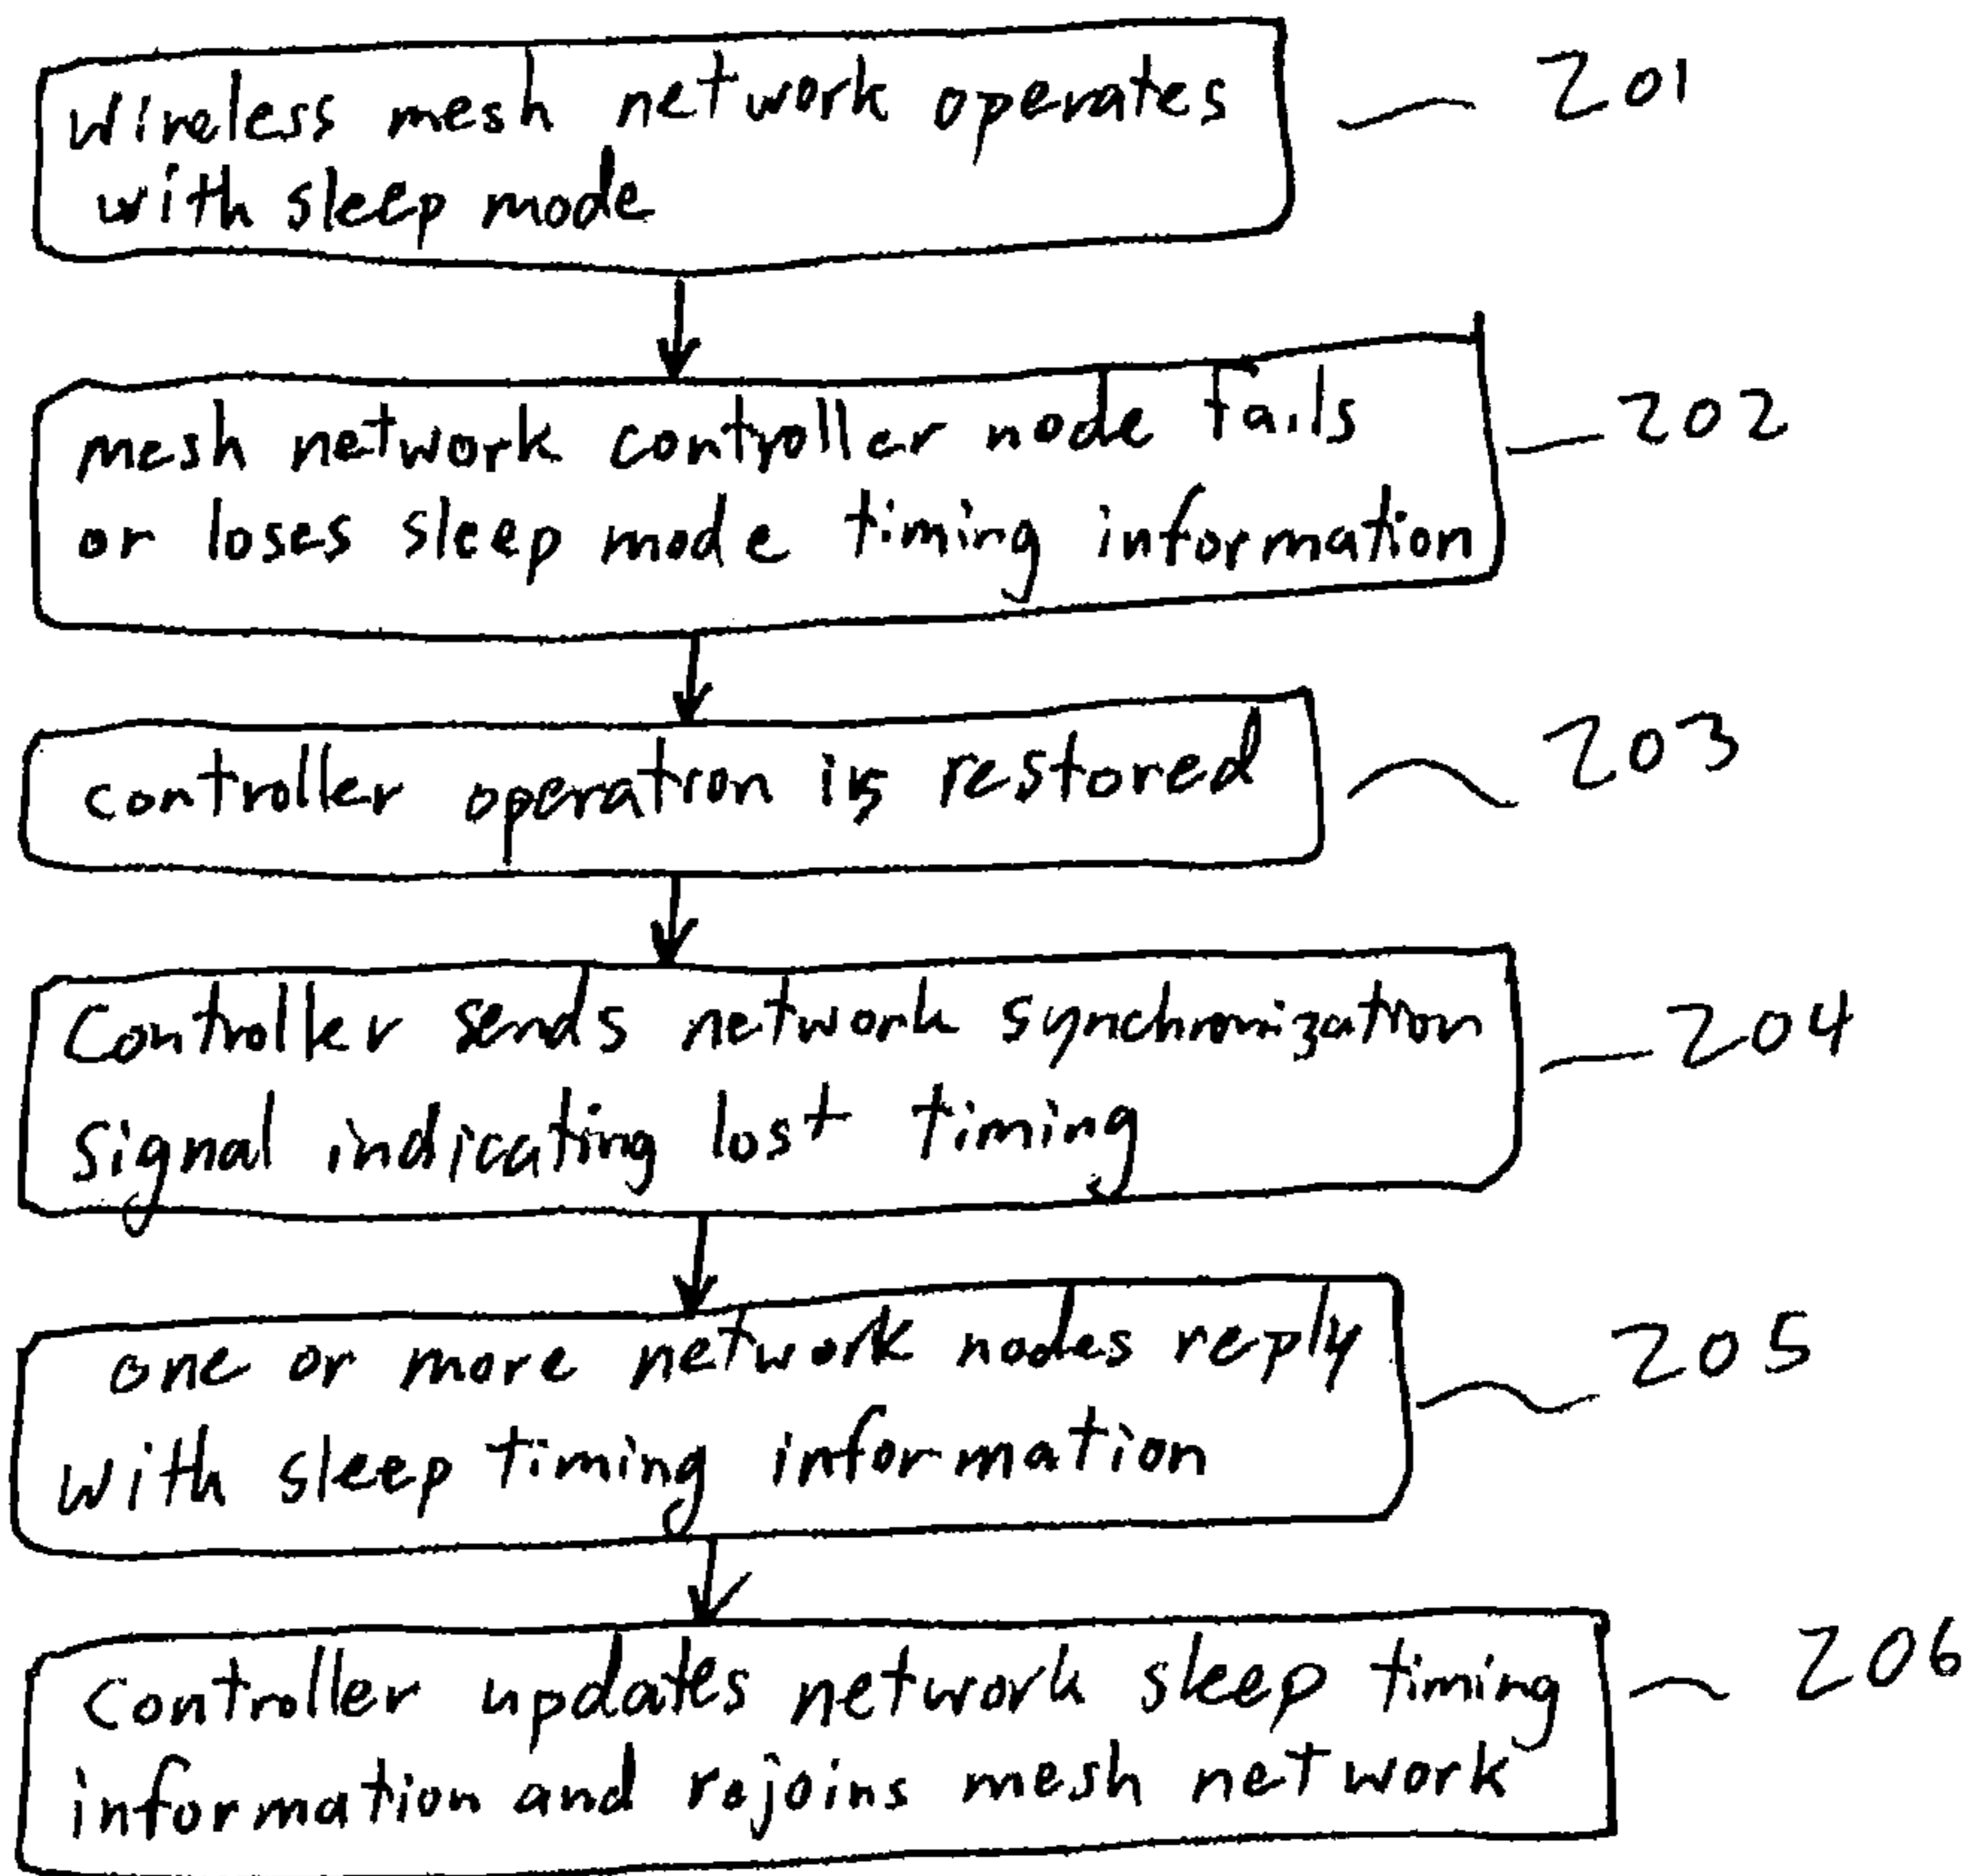 Wireless mesh network operates 201
with sleep mode
mesh network controller node fails 202
or loses sleep mode timing information
controller operation is restored 203
Controller sends network synchronization 204
signal indicating lost timing
one or more network nodes reply 205
with sleep timing information
Controller updates network sleep timing 206
information and rejoins mesh network